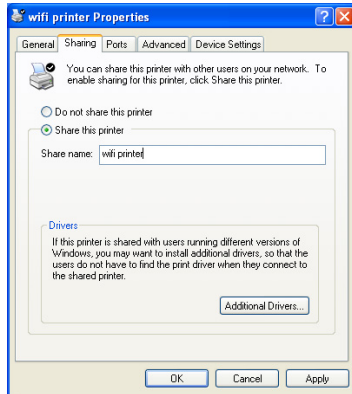 wifi printer Properties
General Sharing Ports Advanced Device Settings
You can share this printer with other users on your network. To
enable sharing for this printer, click Share this printer.
Do not share this printer
Share this printer
Share name: wifi printer
Drivers
If this printer is shared with users running different versions of
Windows, you may want to install additional drivers, so that the
users do not have to find the print driver when they connect to
the shared printer.
Additional Drivers...
OK Cancel Apply